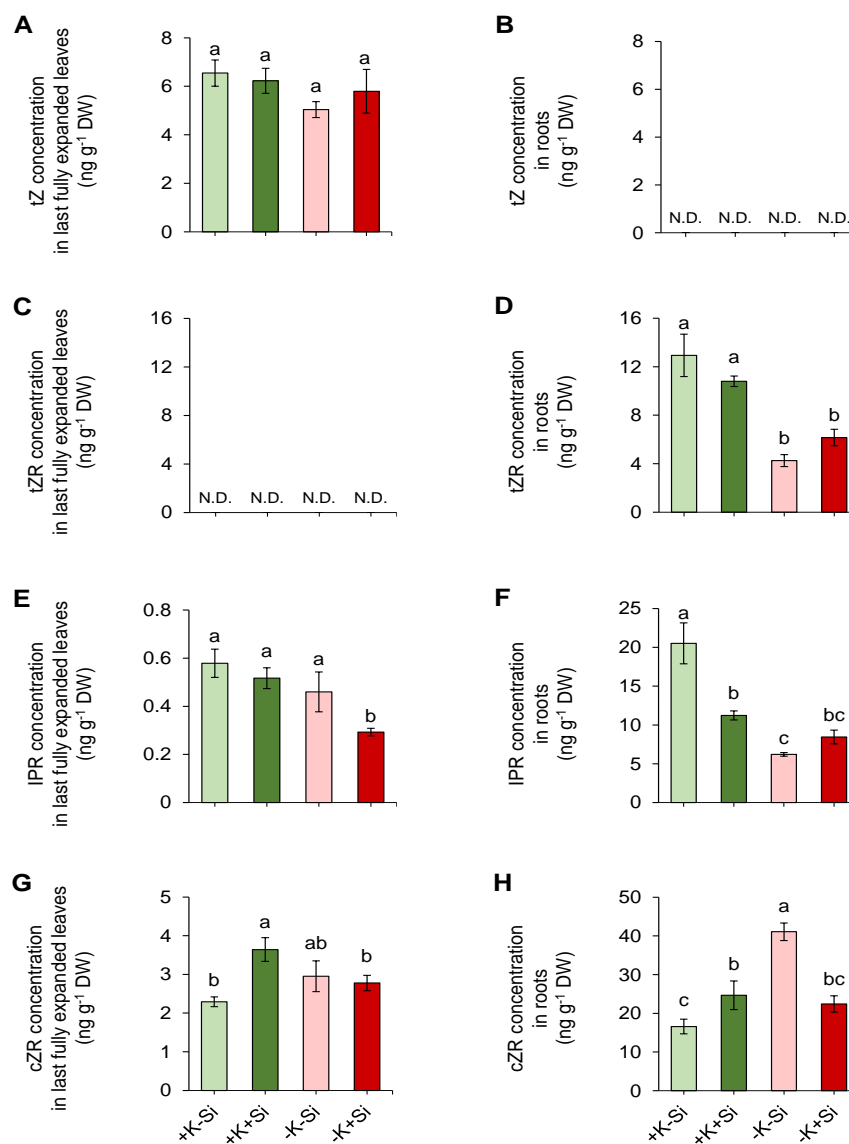 A
tZ concentration
in last fully expanded leaves
(ng g⁻¹ DW)
8
6
4
2
0
a
a
a
a
B
tZ concentration
in roots
(ng g⁻¹ DW)
8
6
4
2
0
N.D.
N.D.
N.D.
N.D.
C
tZR concentration
in last fully expanded leaves
(ng g⁻¹ DW)
16
12
8
4
0
N.D.
N.D.
N.D.
N.D.
D
tZR concentration
in roots
(ng g⁻¹ DW)
16
12
8
4
0
a
a
b
b
E
IPR concentration
in last fully expanded leaves
(ng g⁻¹ DW)
0.8
0.6
0.4
0.2
0
a
a
a
b
F
IPR concentration
in roots
(ng g⁻¹ DW)
25
20
15
10
5
0
a
b
c
bc
G
cZR concentration
in last fully expanded leaves
(ng g⁻¹ DW)
5
4
3
2
1
0
b
a
ab
b
+K-Si
+K+Si
-K-Si
-K+Si
H
cZR concentration
in roots
(ng g⁻¹ DW)
50
40
30
20
10
0
c
b
a
bc
+K-Si
+K+Si
-K-Si
-K+Si